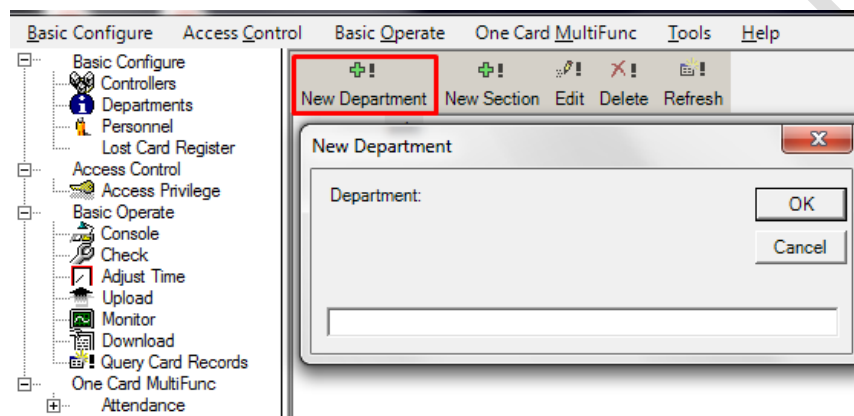 Basic Configure Access Control Basic Operate One Card MultiFunc Tools Help
Basic Configure
Controllers
Departments
Personnel
Lost Card Register
Access Control
Access Privilege
Basic Operate
Console
Check
Adjust Time
Upload
Monitor
Download
Query Card Records
One Card MultiFunc
Attendance
New Department New Section Edit Delete Refresh
New Department
Department:
OK
Cancel